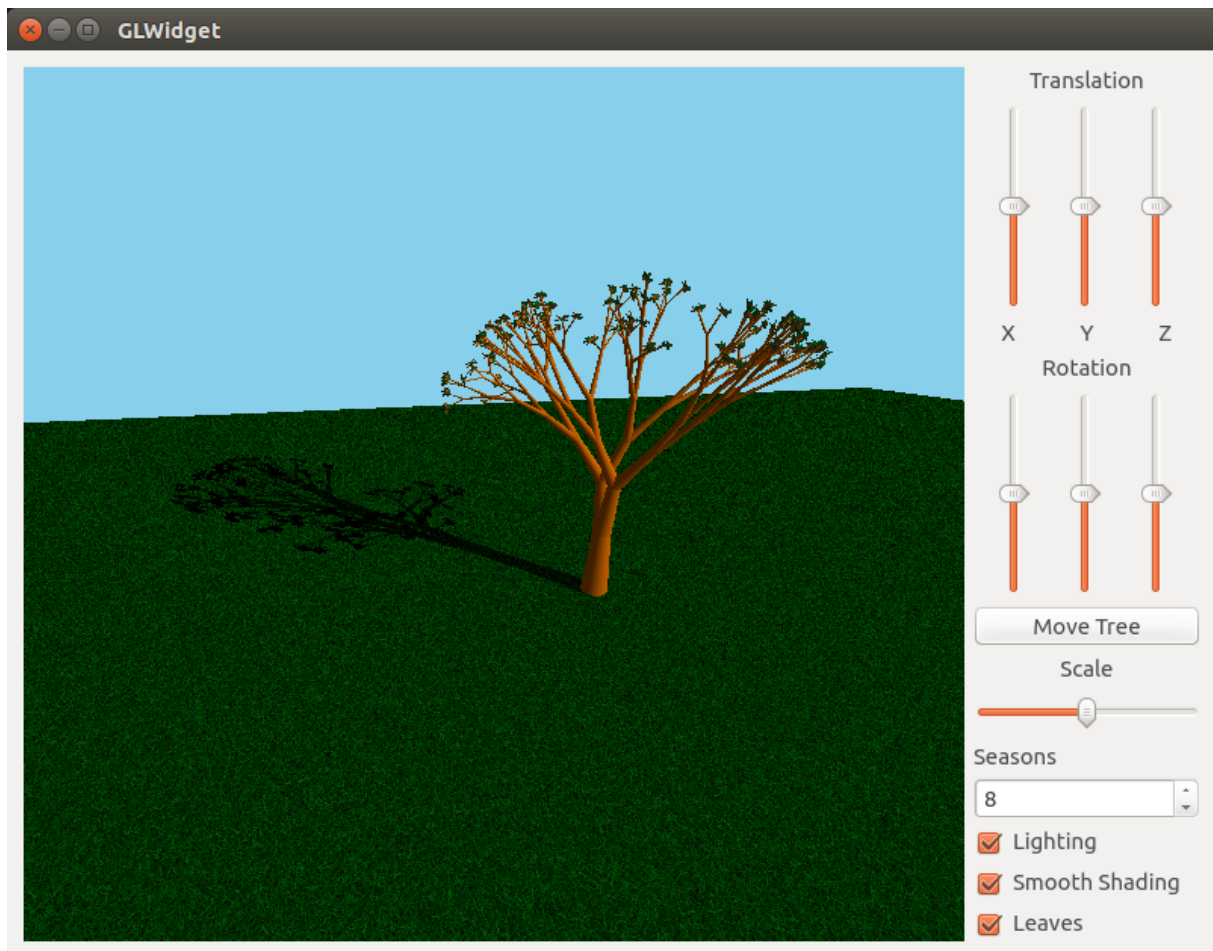 GLWidget
Translation
X Y Z
Rotation
Move Tree
Scale
Seasons
8
Lighting
Smooth Shading
Leaves